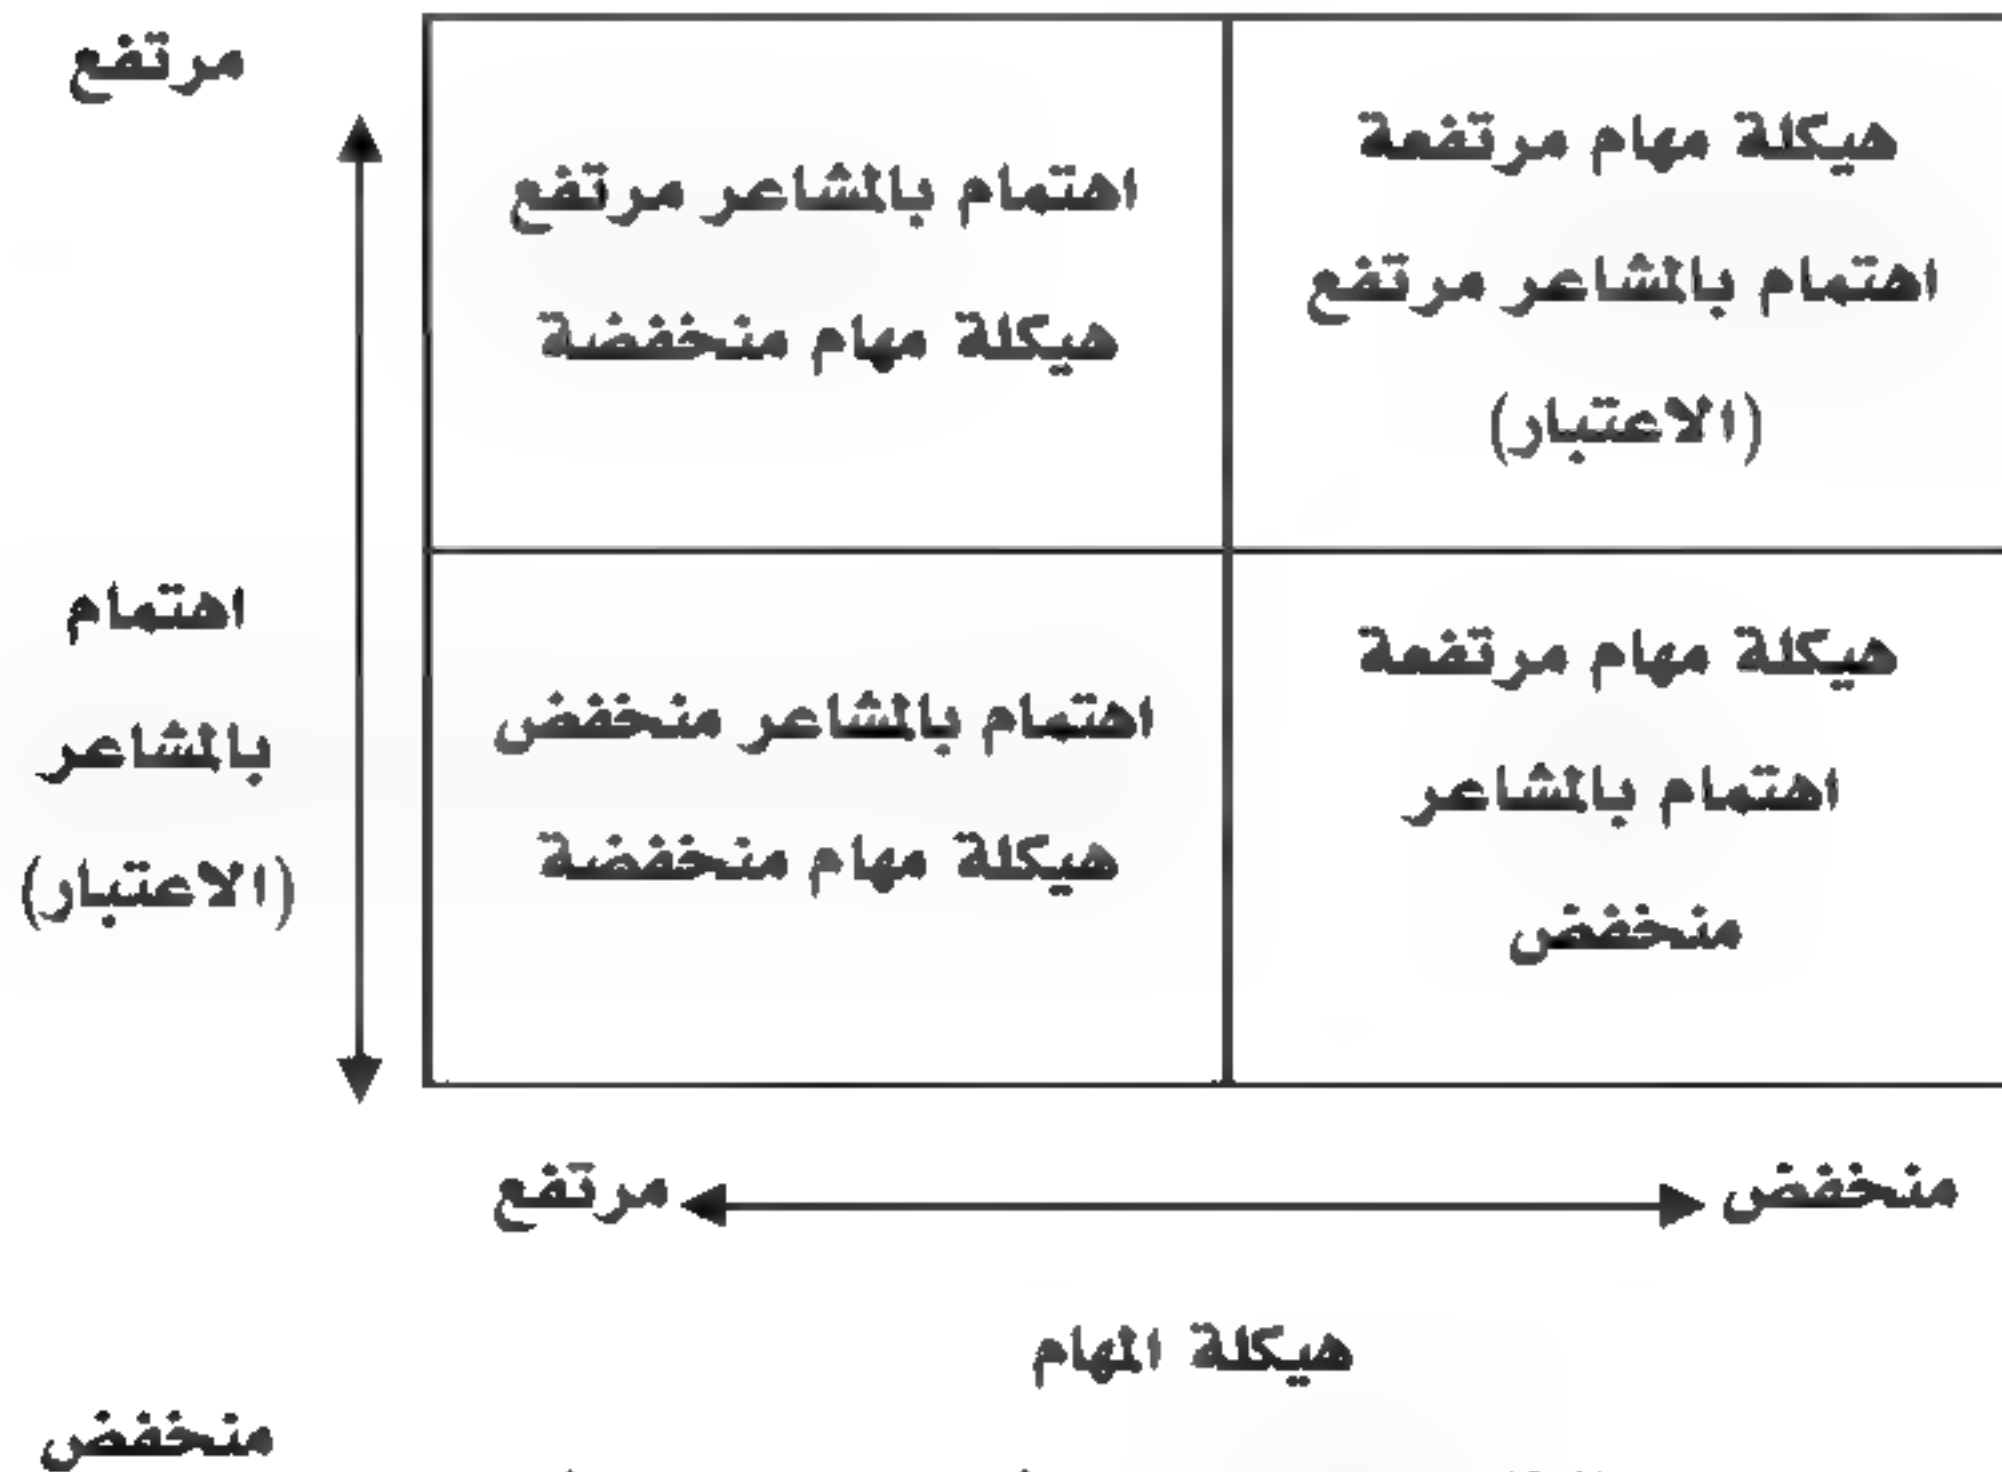 مرتفع
هيكلة مهام مرتفعة
اهتمام بالمشاعر مرتفع
(الاعتبار)
اهتمام بالمشاعر مرتفع
هيكلة مهام منخفضة
اهتمام
بالمشاعر
(الاعتبار)
هيكلة مهام مرتفعة
اهتمام بالمشاعر
منخفض
اهتمام بالمشاعر منخفض
هيكلة مهام منخفضة
منخفض
مرتفع
هيكلة المهام
منخفض